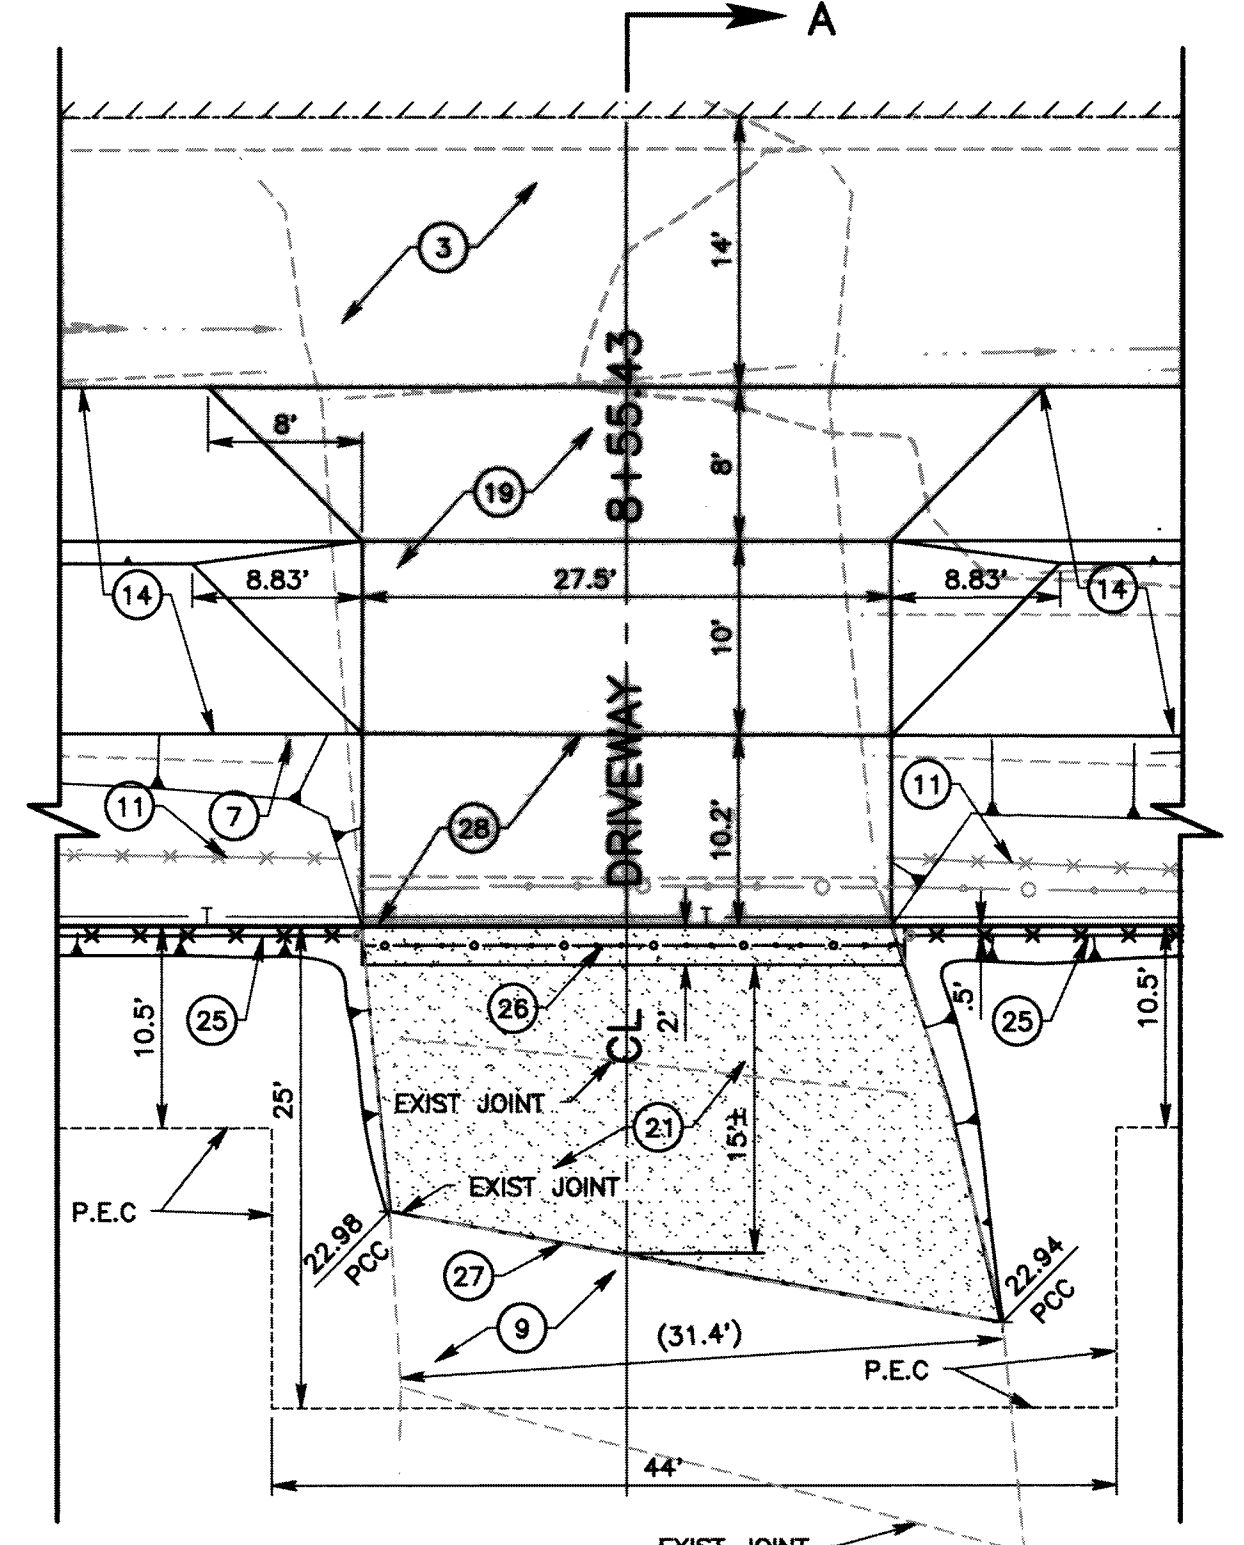 A
14'
3
8+55.43
8'
8'
19
8.83'
27.5'
8.83'
14
14
10'
DRIVEWAY
11
7
28
10.2'
11
T
T
10.5'
25
26
CL
2'
.5'
25
10.5'
25'
EXIST JOINT
21
15'±
EXIST JOINT
P.E.C
22.98
PCC
27
22.94
PCC
9
(31.4')
P.E.C
44'
EXIST JOINT